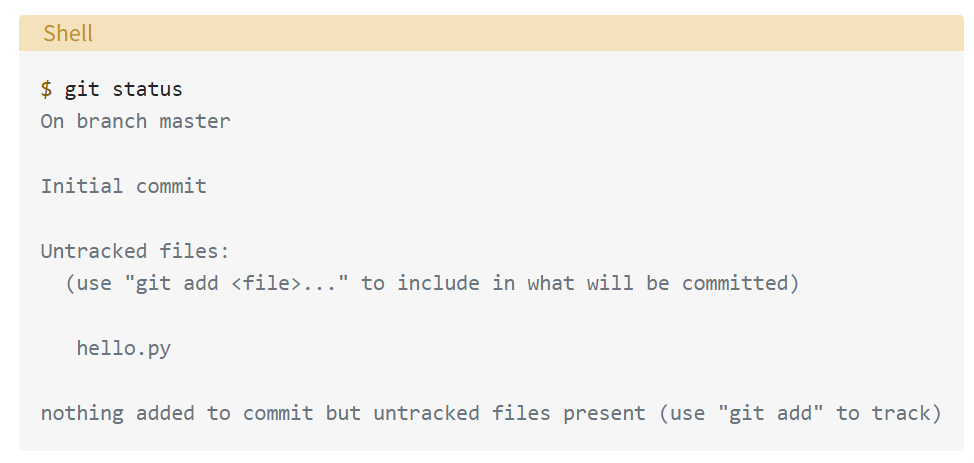 Shell
$ git status
On branch master
Initial commit
Untracked files:
(use "git add <file>..." to include in what will be committed)
hello.py
nothing added to commit but untracked files present (use "git add" to track)